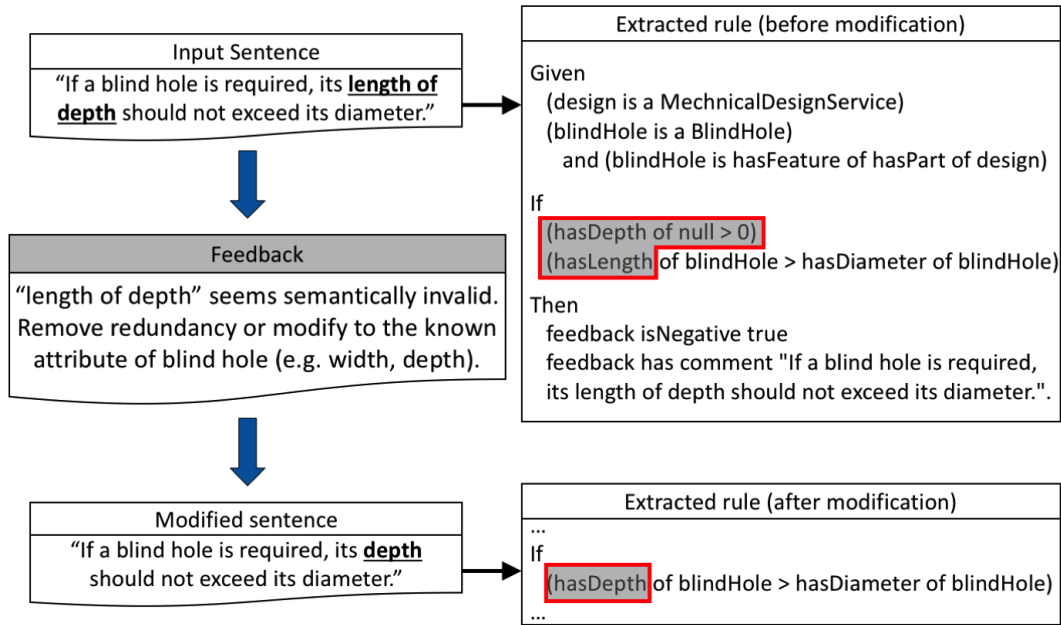 Input Sentence
“If a blind hole is required, its length of
depth should not exceed its diameter.”
Extracted rule (before modification)
Given
(design is a MechnicalDesignService)
(blindHole is a BlindHole)
and (blindHole is hasFeature of hasPart of design)
If
(hasDepth of null > 0)
(hasLength of blindHole > hasDiameter of blindHole)
Then
feedback isNegative true
feedback has comment "If a blind hole is required,
its length of depth should not exceed its diameter.".
Feedback
“length of depth” seems semantically invalid.
Remove redundancy or modify to the known
attribute of blind hole (e.g. width, depth).
Modified sentence
“If a blind hole is required, its depth
should not exceed its diameter.”
Extracted rule (after modification)
...
If
(hasDepth of blindHole > hasDiameter of blindHole)
...